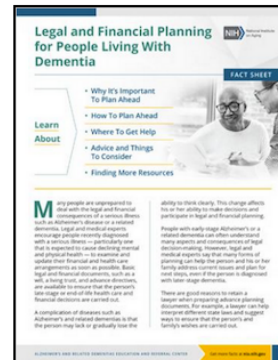 Legal and Financial Planning
for People Living With
Dementia
NIH National Institute
on Aging
FACT SHEET
Learn
About
• Why It's Important
To Plan Ahead
• How To Plan Ahead
• Where To Get Help
• Advice and Things
To Consider
• Finding More Resources
Many people are unprepared to
deal with the legal and financial
consequences of a serious illness
such as Alzheimer's disease or a related
dementia. Legal and medical experts
encourage people recently diagnosed
with a serious illness — particularly one
that is expected to cause declining mental
and physical health — to examine and
update their financial and health care
arrangements as soon as possible. Basic
legal and financial documents, such as a
will, a living trust, and advance directives,
are available to ensure that the person's
late-stage or end-of-life health care and
financial decisions are carried out.
A complication of diseases such as
Alzheimer's and related dementias is that
the person may lack or gradually lose the
ability to think clearly. This change affects
his or her ability to make decisions and
participate in legal and financial planning.
People with early-stage Alzheimer's or a
related dementia can often understand
many aspects and consequences of legal
decision-making. However, legal and
medical experts say that many forms of
planning can help the person and his or her
family address current issues and plan for
next steps, even if the person is diagnosed
with later-stage dementia.
There are good reasons to retain a
lawyer when preparing advance planning
documents. For example, a lawyer can help
interpret different state laws and suggest
ways to ensure that the person's and
family's wishes are carried out.
ALZHEIMER'S AND RELATED DEMENTIAS EDUCATION AND REFERRAL CENTER